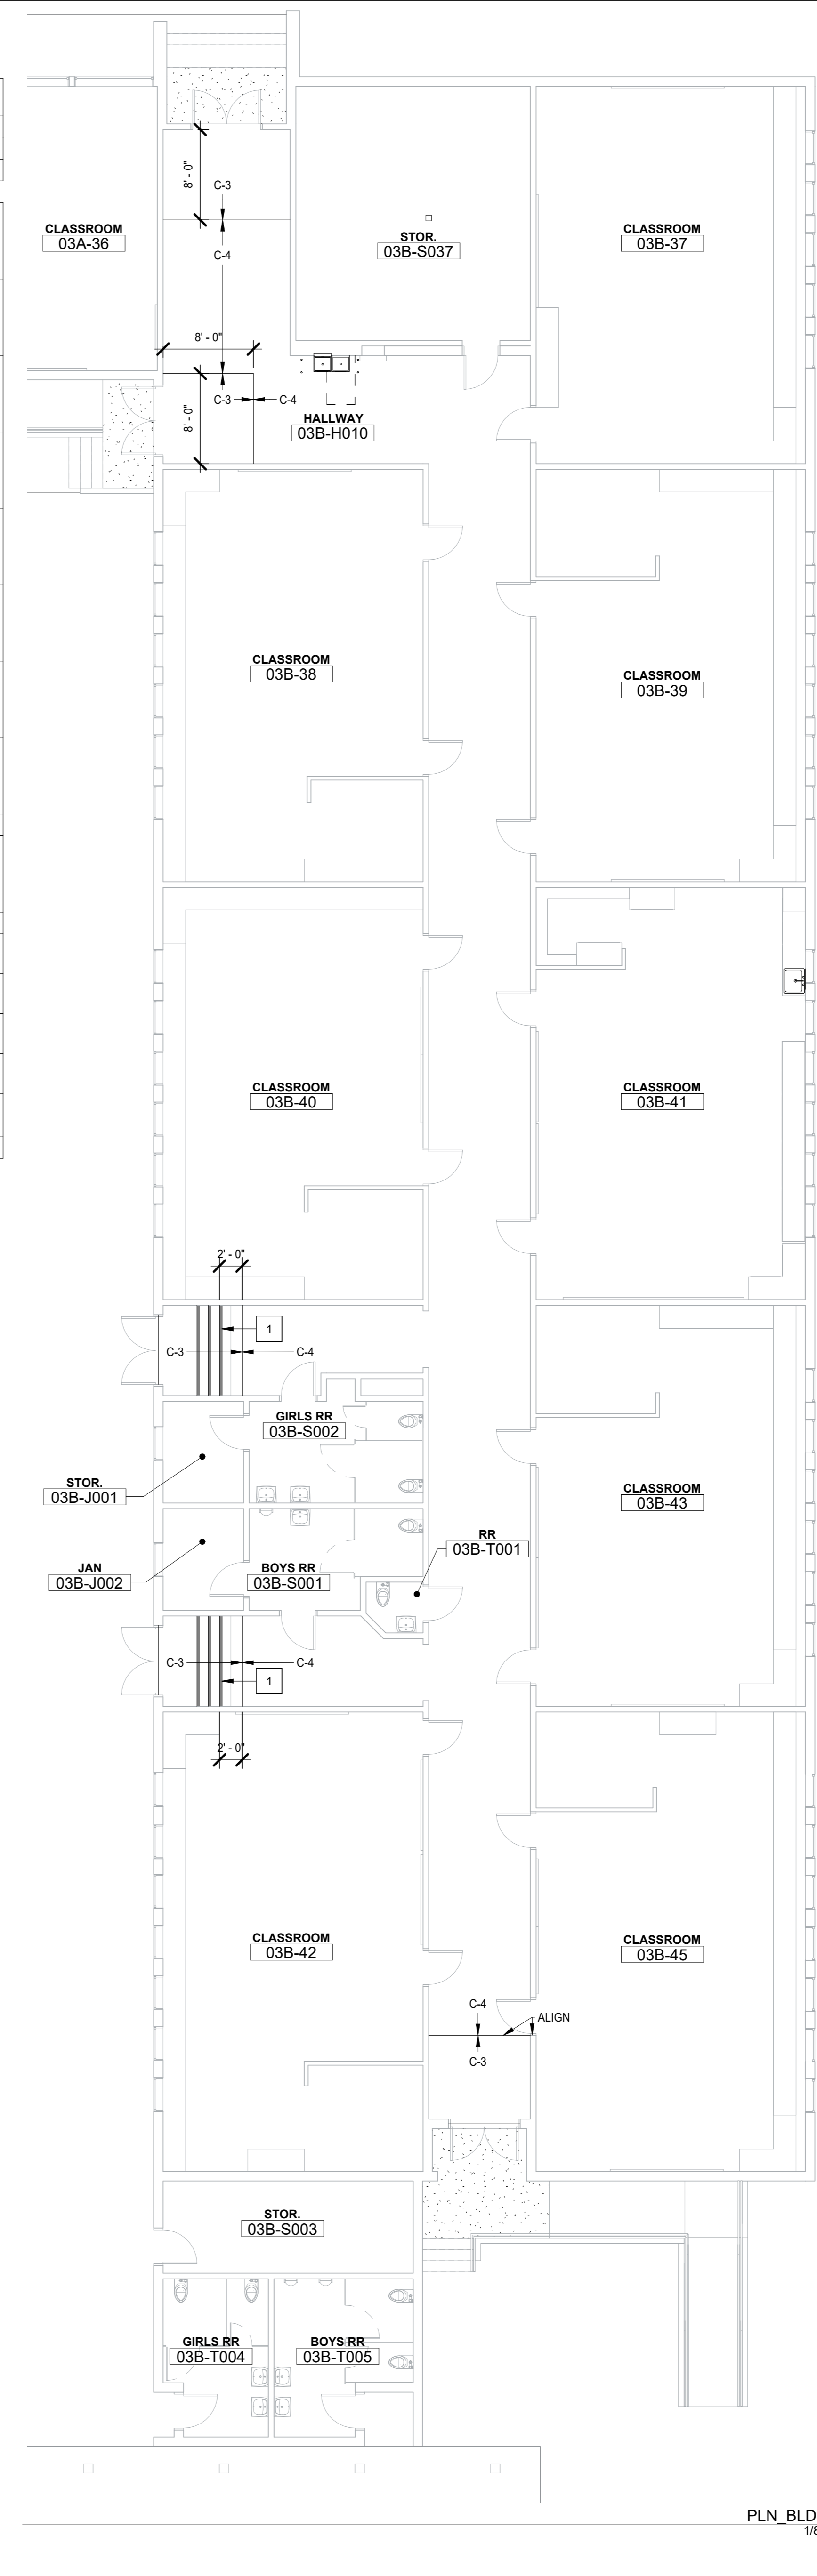 8' - 0"
C-3
C-4
CLASSROOM
03A-36
STOR.
03B-S037
CLASSROOM
03B-37
8' - 0"
8' - 0"
C-3
C-4
HALLWAY
03B-H010
CLASSROOM
03B-38
CLASSROOM
03B-39
CLASSROOM
03B-40
CLASSROOM
03B-41
2' - 0"
1
C-3
C-4
GIRLS RR
03B-S002
STOR.
03B-J001
CLASSROOM
03B-43
RR
03B-T001
JAN
03B-J002
BOYS RR
03B-S001
C-3
C-4
1
2' - 0"
CLASSROOM
03B-42
CLASSROOM
03B-45
C-4
ALIGN
C-3
STOR.
03B-S003
GIRLS RR
03B-T004
BOYS RR
03B-T005
PLN_BLD
1/8